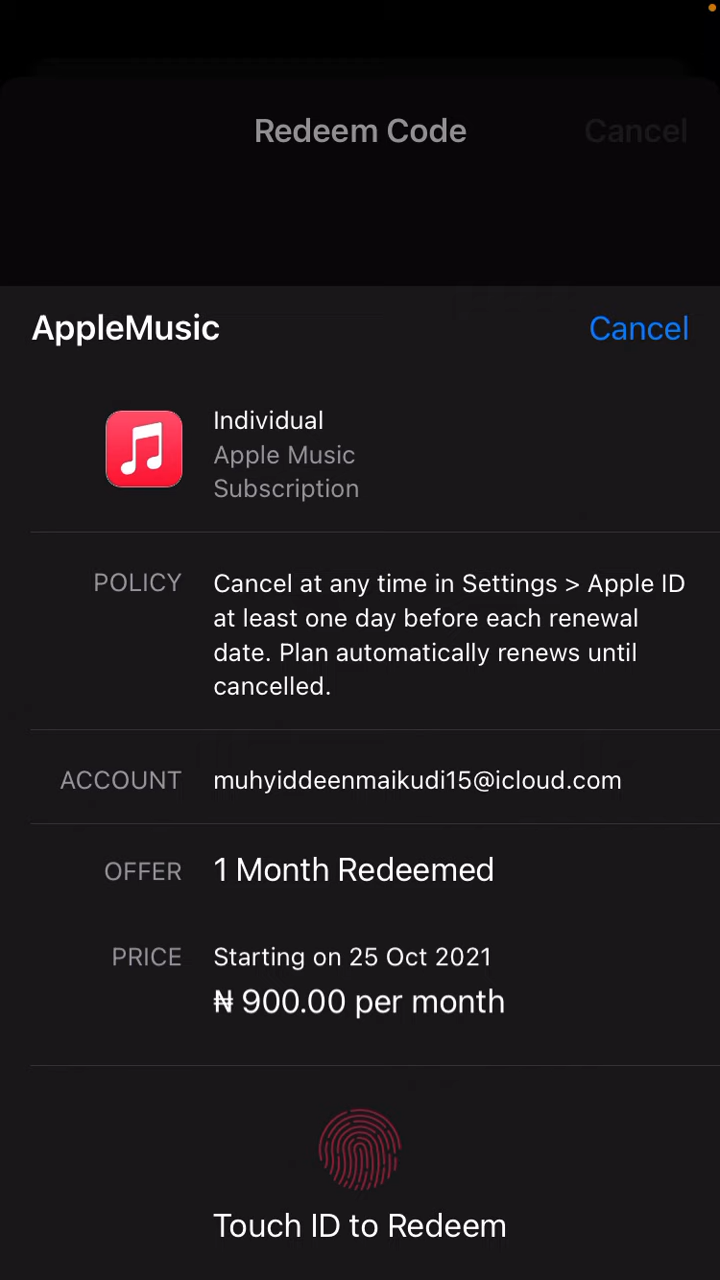 Redeem Code Cancel
AppleMusic Cancel
Individual
Apple Music
Subscription
POLICY Cancel at any time in Settings > Apple ID
at least one day before each renewal
date. Plan automatically renews until
cancelled.
ACCOUNT muhyiddeenmaikudi15@icloud.com
OFFER 1 Month Redeemed
PRICE Starting on 25 Oct 2021
₦ 900.00 per month
Touch ID to Redeem